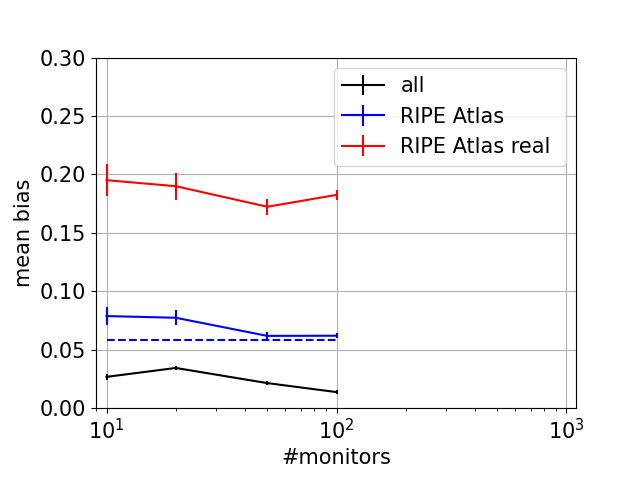 0.30
0.25
0.20
0.15
0.10
0.05
0.00
mean bias
all
RIPE Atlas
RIPE Atlas real
10¹ 10² 10³
#monitors